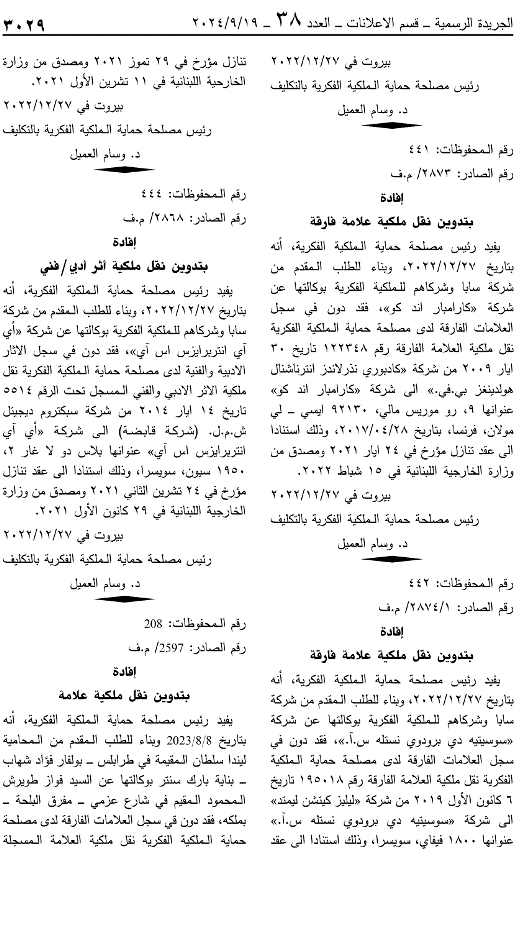 الجريدة الرسمية ــ قسم الاعلانات ــ العدد ٣٨ ــ ٢٠٢٤/٩/١٩
٣٠٢٩
بيروت في ٢٠٢٢/١٢/٢٧
رئيس مصلحة حماية الملكية الفكرية بالتكليف
د. وسام العميل
رقم المحفوظات: ٤٤١
رقم الصادر: ٢٨٧٣/ م.ف
إفادة
بتدوين نقل ملكية علامة فارقة
يفيد رئيس مصلحة حماية الملكية الفكرية، أنه
بتاريخ ٢٠٢٢/١٢/٢٧، وبناء للطلب المقدم من
شركة سابا وشركاهم للملكية الفكرية بوكالتها عن
شركة «كارامبار اند كو»، فقد دون في سجل
العلامات الفارقة لدى مصلحة حماية الملكية الفكرية
نقل ملكية العلامة الفارقة رقم ١٢٢٣٤٨ تاريخ ٣٠
ايار ٢٠٠٩ من شركة «كادبوري نذرلاندز انترناشنال
هولدينغز بي.في.» الى شركة «كارامبار اند كو»
عنوانها ٩، رو موريس مالي، ٩٢١٣٠ ايسي ــ لي
مولان، فرنسا، بتاريخ ٢٠١٧/٠٤/٢٨، وذلك استنادا
الى عقد تنازل مؤرخ في ٢٤ ايار ٢٠٢١ ومصدق من
وزارة الخارجية اللبنانية في ١٥ شباط ٢٠٢٢.
بيروت في ٢٠٢٢/١٢/٢٧
رئيس مصلحة حماية الملكية الفكرية بالتكليف
د. وسام العميل
رقم المحفوظات: ٤٤٢
رقم الصادر: ٢٨٧٤/١/ م.ف
إفادة
بتدوين نقل ملكية علامة فارقة
يفيد رئيس مصلحة حماية الملكية الفكرية، أنه
بتاريخ ٢٠٢٢/١٢/٢٧، وبناء للطلب المقدم من شركة
سابا وشركاهم للملكية الفكرية بوكالتها عن شركة
«سوسيتيه دي برودوي نستله س.آ.»، فقد دون في
سجل العلامات الفارقة لدى مصلحة حماية الملكية
الفكرية نقل ملكية العلامة الفارقة رقم ١٩٥٠١٨ تاريخ
٦ كانون الأول ٢٠١٩ من شركة «ليليز كيتشن ليمتد»
الى شركة «سوسيتيه دي برودوي نستله س.آ.»
عنوانها ١٨٠٠ فيفاي، سويسرا، وذلك استنادا الى عقد
تنازل مؤرخ في ٢٩ تموز ٢٠٢١ ومصدق من وزارة
الخارحية اللبنانية في ١١ تشرين الأول ٢٠٢١.
بيروت في ٢٠٢٢/١٢/٢٧
رئيس مصلحة حماية الملكية الفكرية بالتكليف
د. وسام العميل
رقم المحفوظات: ٤٤٤
رقم الصادر: ٢٨٦٨/ م.ف
إفادة
بتدوين نقل ملكية أثر أدبي/فني
يفيد رئيس مصلحة حماية الملكية الفكرية، أنه
بتاريخ ٢٠٢٢/١٢/٢٧، وبناء للطلب المقدم من شركة
سابا وشركاهم للملكية الفكرية بوكالتها عن شركة «أي
آي انتربرايزس اس آي»، فقد دون في سجل الاثار
الادبية والفنية لدى مصلحة حماية الملكية الفكرية نقل
ملكية الاثر الادبي والفني المسجل تحت الرقم ٥٥١٤
تاريخ ١٤ ايار ٢٠١٤ من شركة سبكتروم ديجيتل
ش.م.ل. (شركة قابضة) الى شركة «أي آي
انتربرايزس اس آي» عنوانها بلاس دو لا غار ٢،
١٩٥٠ سيون، سويسرا، وذلك استنادا الى عقد تنازل
مؤرخ في ٢٤ تشرين الثاني ٢٠٢١ ومصدق من وزارة
الخارجية اللبنانية في ٢٩ كانون الأول ٢٠٢١.
بيروت في ٢٠٢٢/١٢/٢٧
رئيس مصلحة حماية الملكية الفكرية بالتكليف
د. وسام العميل
رقم المحفوظات: 208
رقم الصادر: 2597/ م.ف
إفادة
بتدوين نقل ملكية علامة
يفيد رئيس مصلحة حماية الملكية الفكرية، أنه
بتاريخ 2023/8/8 وبناء للطلب المقدم من المحامية
ليندا سلطان المقيمة في طرابلس ــ بولفار فؤاد شهاب
ــ بناية بارك سنتر بوكالتها عن السيد فواز طويرش
المحمود المقيم في شارع عزمي ــ مفرق البلحة ــ
بملكه، فقد دون قي سجل العلامات الفارقة لدى مصلحة
حماية الملكية الفكرية نقل ملكية العلامة المسجلة